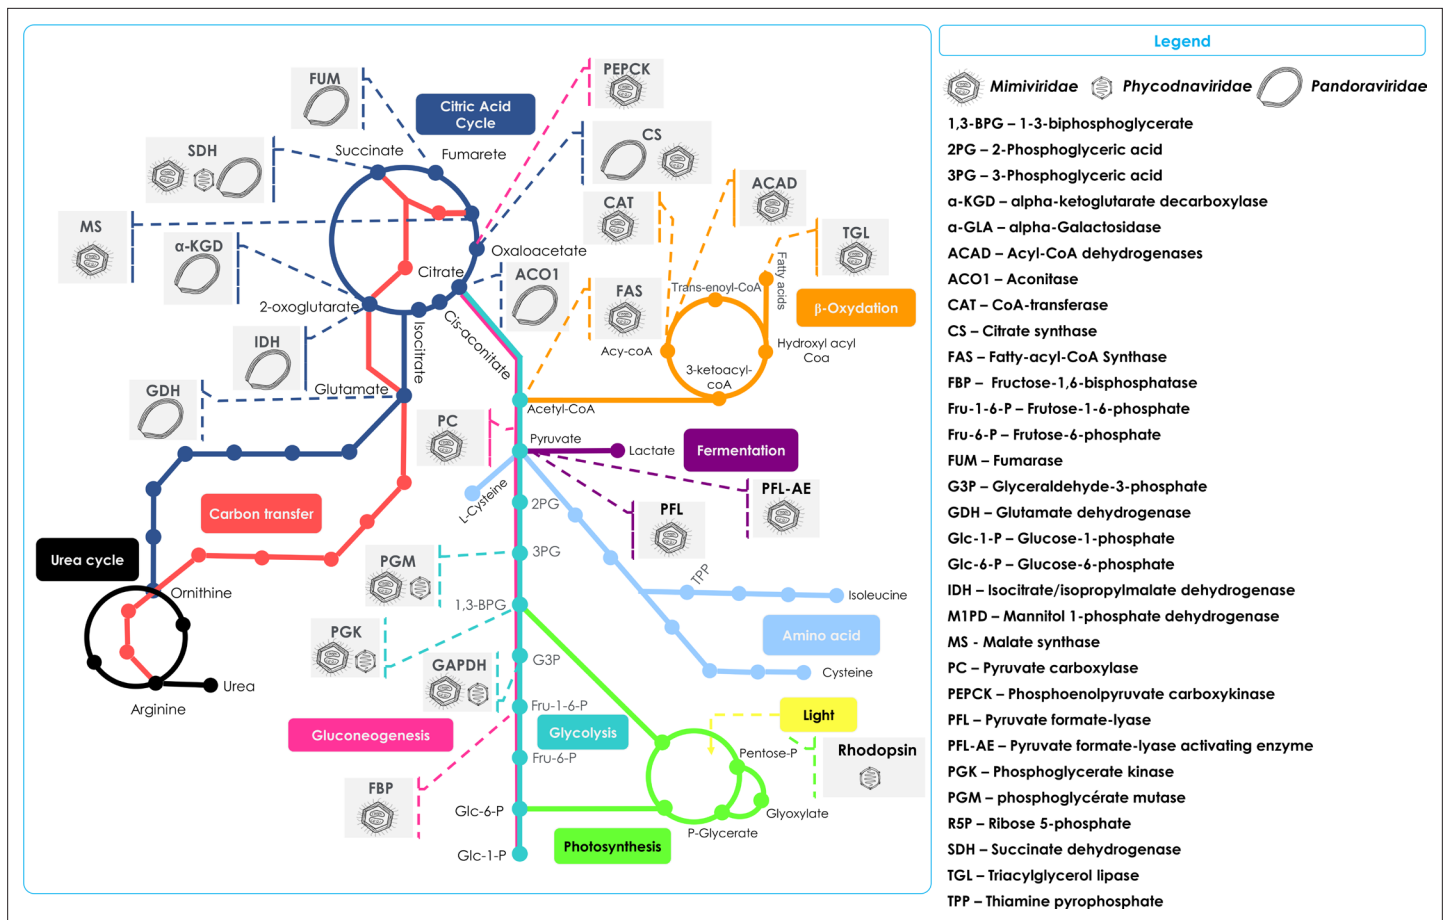 PEPCK
FUM
Citric Acid
Cycle
CS
SDH
Succinate
Fumarete
ACAD
CAT
MS
α-KGD
TGL
Oxaloacetate
Citrate
ACO1
Fatty acids
FAS
Trans-enoyl-CoA
β-Oxydation
2-oxoglutarate
Isocitrate
Cis-aconitate
IDH
Acy-coA
Hydroxyl acyl
Coa
3-ketoacyl-
coA
GDH
Glutamate
Acetyl-CoA
PC
Pyruvate
Lactate
Fermentation
L-Cysteine
PFL-AE
Carbon transfer
2PG
PFL
Urea cycle
PGM
3PG
TPP
Ornithine
1,3-BPG
Isoleucine
PGK
Amino acid
GAPDH
G3P
Cysteine
Urea
Arginine
Fru-1-6-P
Light
Gluconeogenesis
Glycolysis
Pentose-P
Rhodopsin
Fru-6-P
FBP
Glc-6-P
Glyoxylate
P-Glycerate
Photosynthesis
Glc-1-P
Legend
Mimiviridae
Phycodnaviridae
Pandoraviridae
1,3-BPG – 1-3-biphosphoglycerate
2PG – 2-Phosphoglyceric acid
3PG – 3-Phosphoglyceric acid
α-KGD – alpha-ketoglutarate decarboxylase
α-GLA – alpha-Galactosidase
ACAD – Acyl-CoA dehydrogenases
ACO1 – Aconitase
CAT – CoA-transferase
CS – Citrate synthase
FAS – Fatty-acyl-CoA Synthase
FBP –  Fructose-1,6-bisphosphatase
Fru-1-6-P – Frutose-1-6-phosphate
Fru-6-P – Frutose-6-phosphate
FUM – Fumarase
G3P – Glyceraldehyde-3-phosphate
GDH – Glutamate dehydrogenase
Glc-1-P – Glucose-1-phosphate
Glc-6-P – Glucose-6-phosphate
IDH – Isocitrate/isopropylmalate dehydrogenase
M1PD – Mannitol 1-phosphate dehydrogenase
MS - Malate synthase
PC – Pyruvate carboxylase
PEPCK – Phosphoenolpyruvate carboxykinase
PFL – Pyruvate formate-lyase
PFL-AE – Pyruvate formate-lyase activating enzyme
PGK – Phosphoglycerate kinase
PGM – phosphoglycérate mutase
R5P – Ribose 5-phosphate
SDH – Succinate dehydrogenase
TGL – Triacylglycerol lipase
TPP – Thiamine pyrophosphate